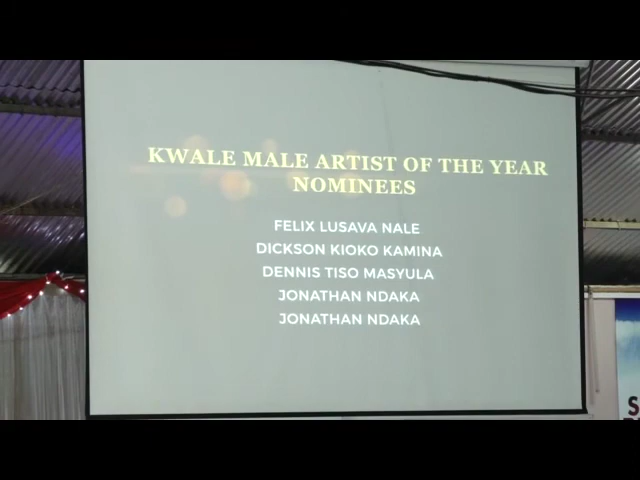 KWALE MALE ARTIST OF THE YEAR
NOMINEES
FELIX LUSAVA NALE
DICKSON KIOKO KAMINA
DENNIS TISO MASYULA
JONATHAN NDAKA
JONATHAN NDAKA
S